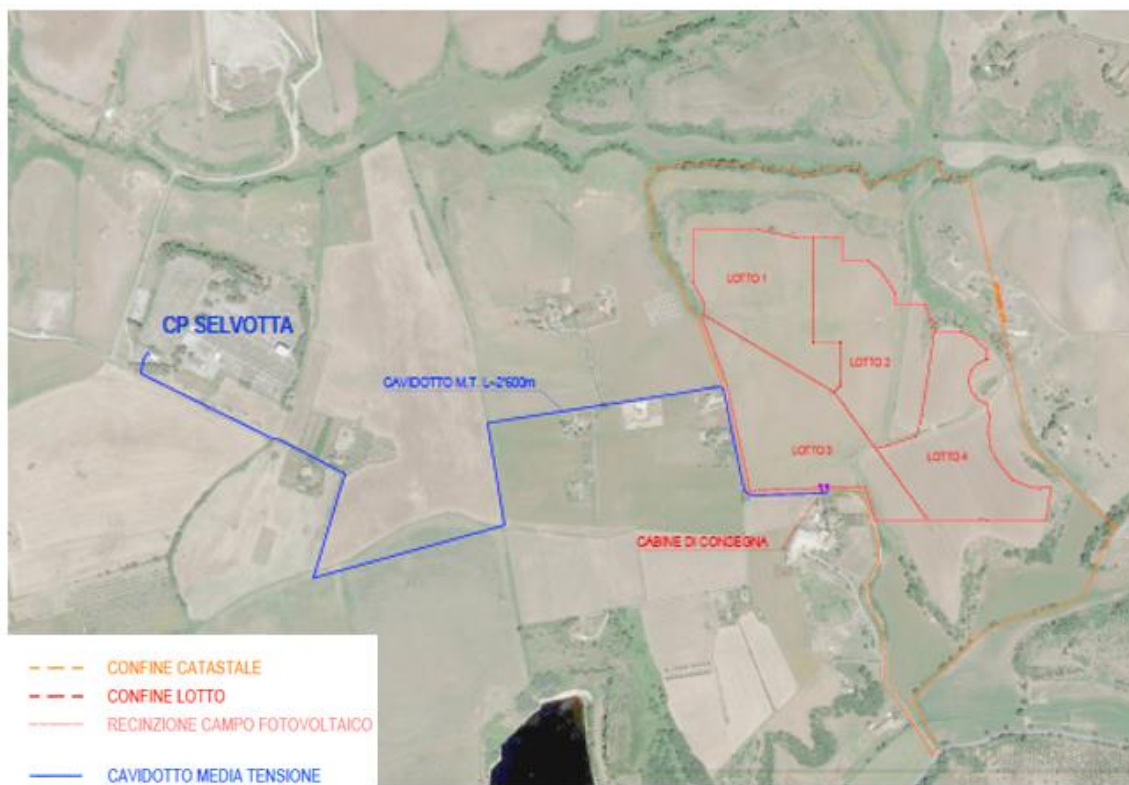 LOTTO 1
CP SELVOTTA
LOTTO 2
CAVIDOTTO M.T. L~2'600m
LOTTO 3
LOTTO 4
CABINE DI CONSEGNA
CONFINE CATASTALE
CONFINE LOTTO
RECINZIONE CAMPO FOTOVOLTAICO
CAVIDOTTO MEDIA TENSIONE